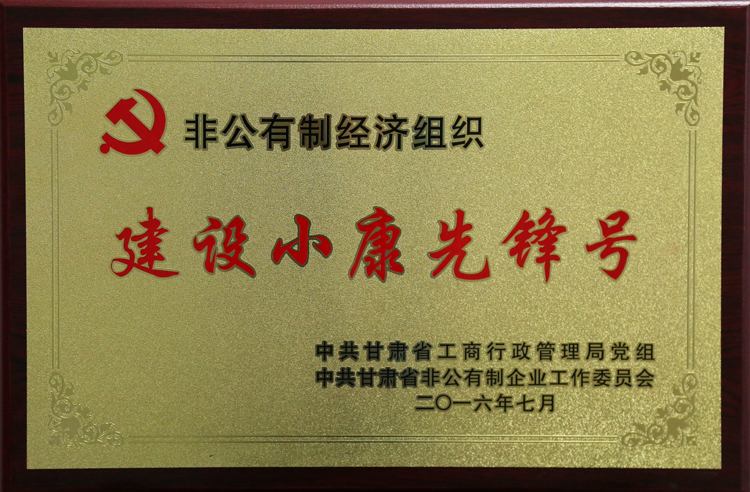 非公有制经济组织
建设小康先锋号
中共甘肃省工商行政管理局党组
中共甘肃省非公有制企业工作委员会
二〇一六年七月